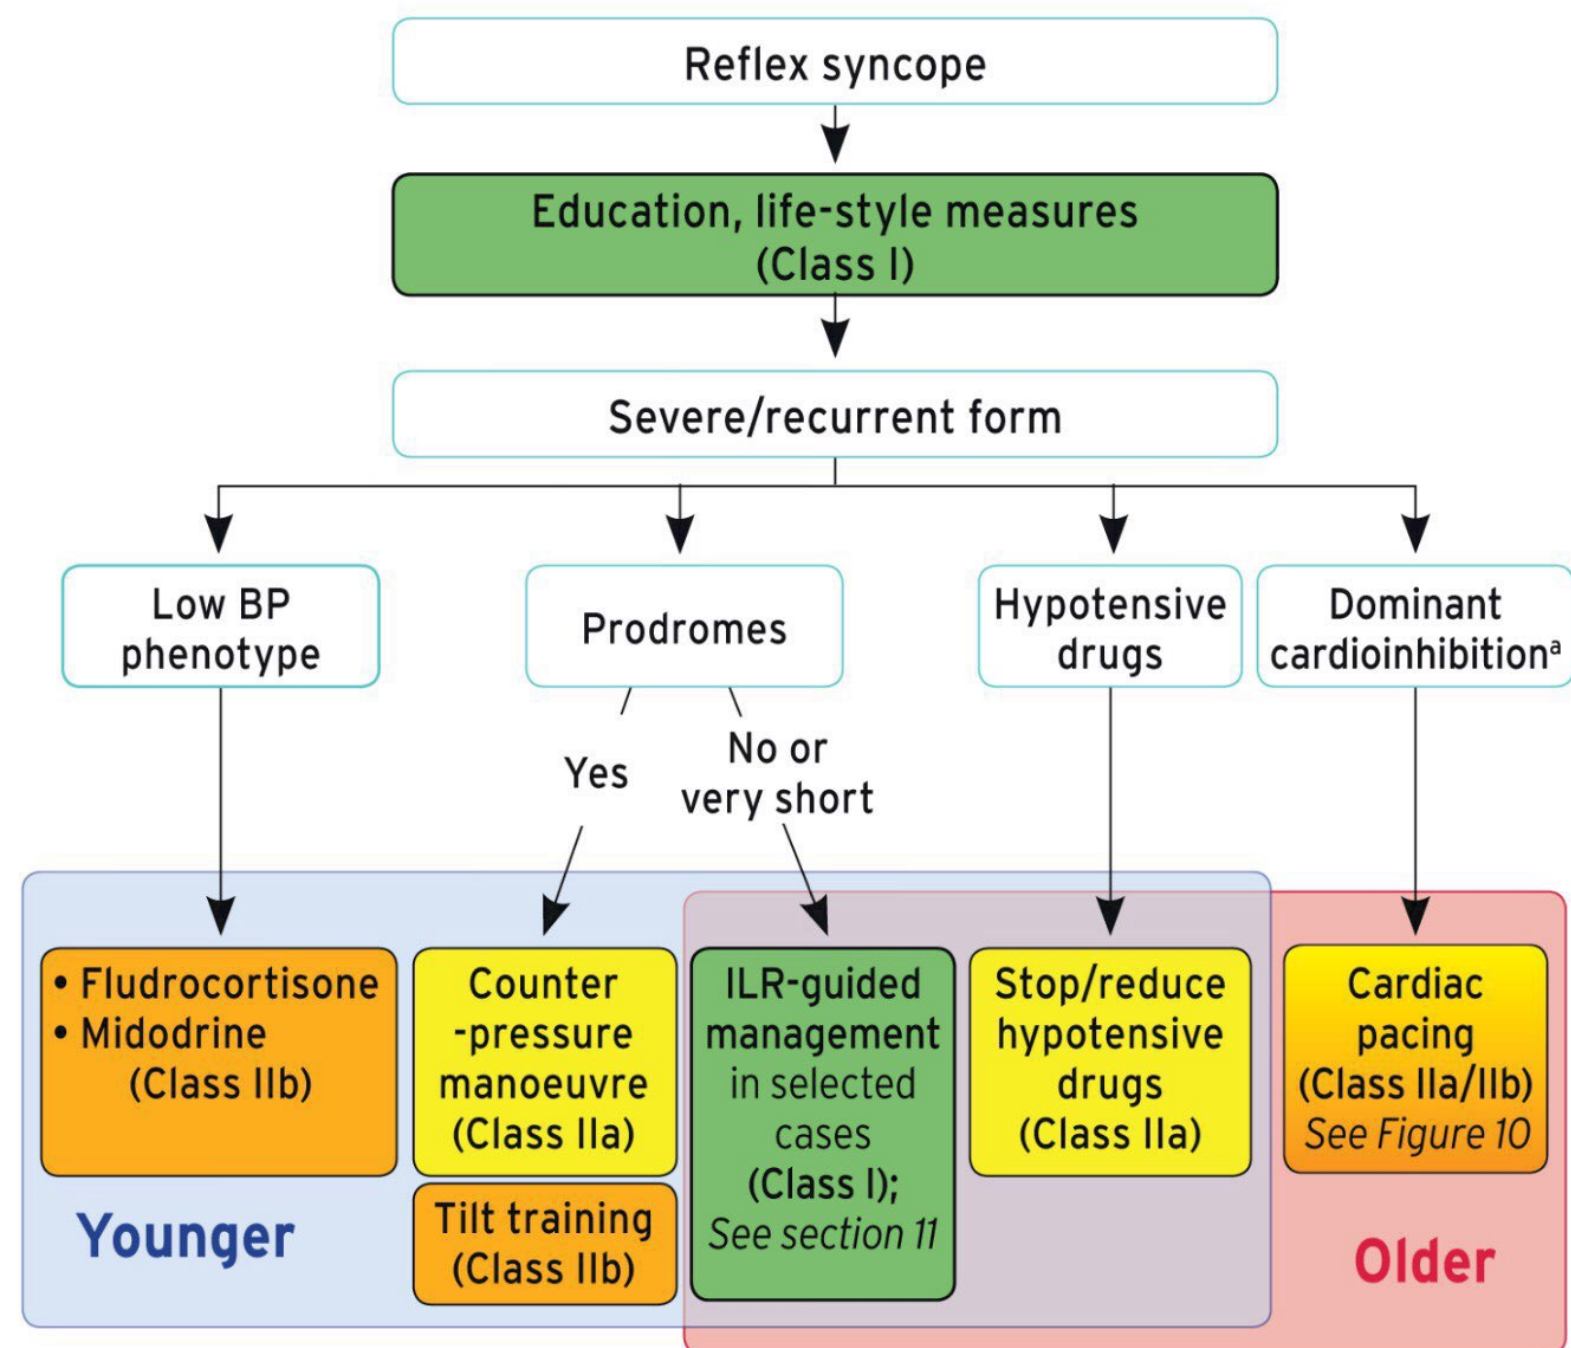 Reflex syncope
Education, life-style measures
(Class I)
Severe/recurrent form
Low BP
phenotype
Prodromes
Hypotensive
drugs
Dominant
cardioinhibitionª
Yes
No or
very short
• Fludrocortisone
• Midodrine
(Class IIb)
Counter
-pressure
manoeuvre
(Class IIa)
Tilt training
(Class IIb)
ILR-guided
management
in selected
cases
(Class I);
See section 11
Stop/reduce
hypotensive
drugs
(Class IIa)
Cardiac
pacing
(Class IIa/IIb)
See Figure 10
Younger
Older